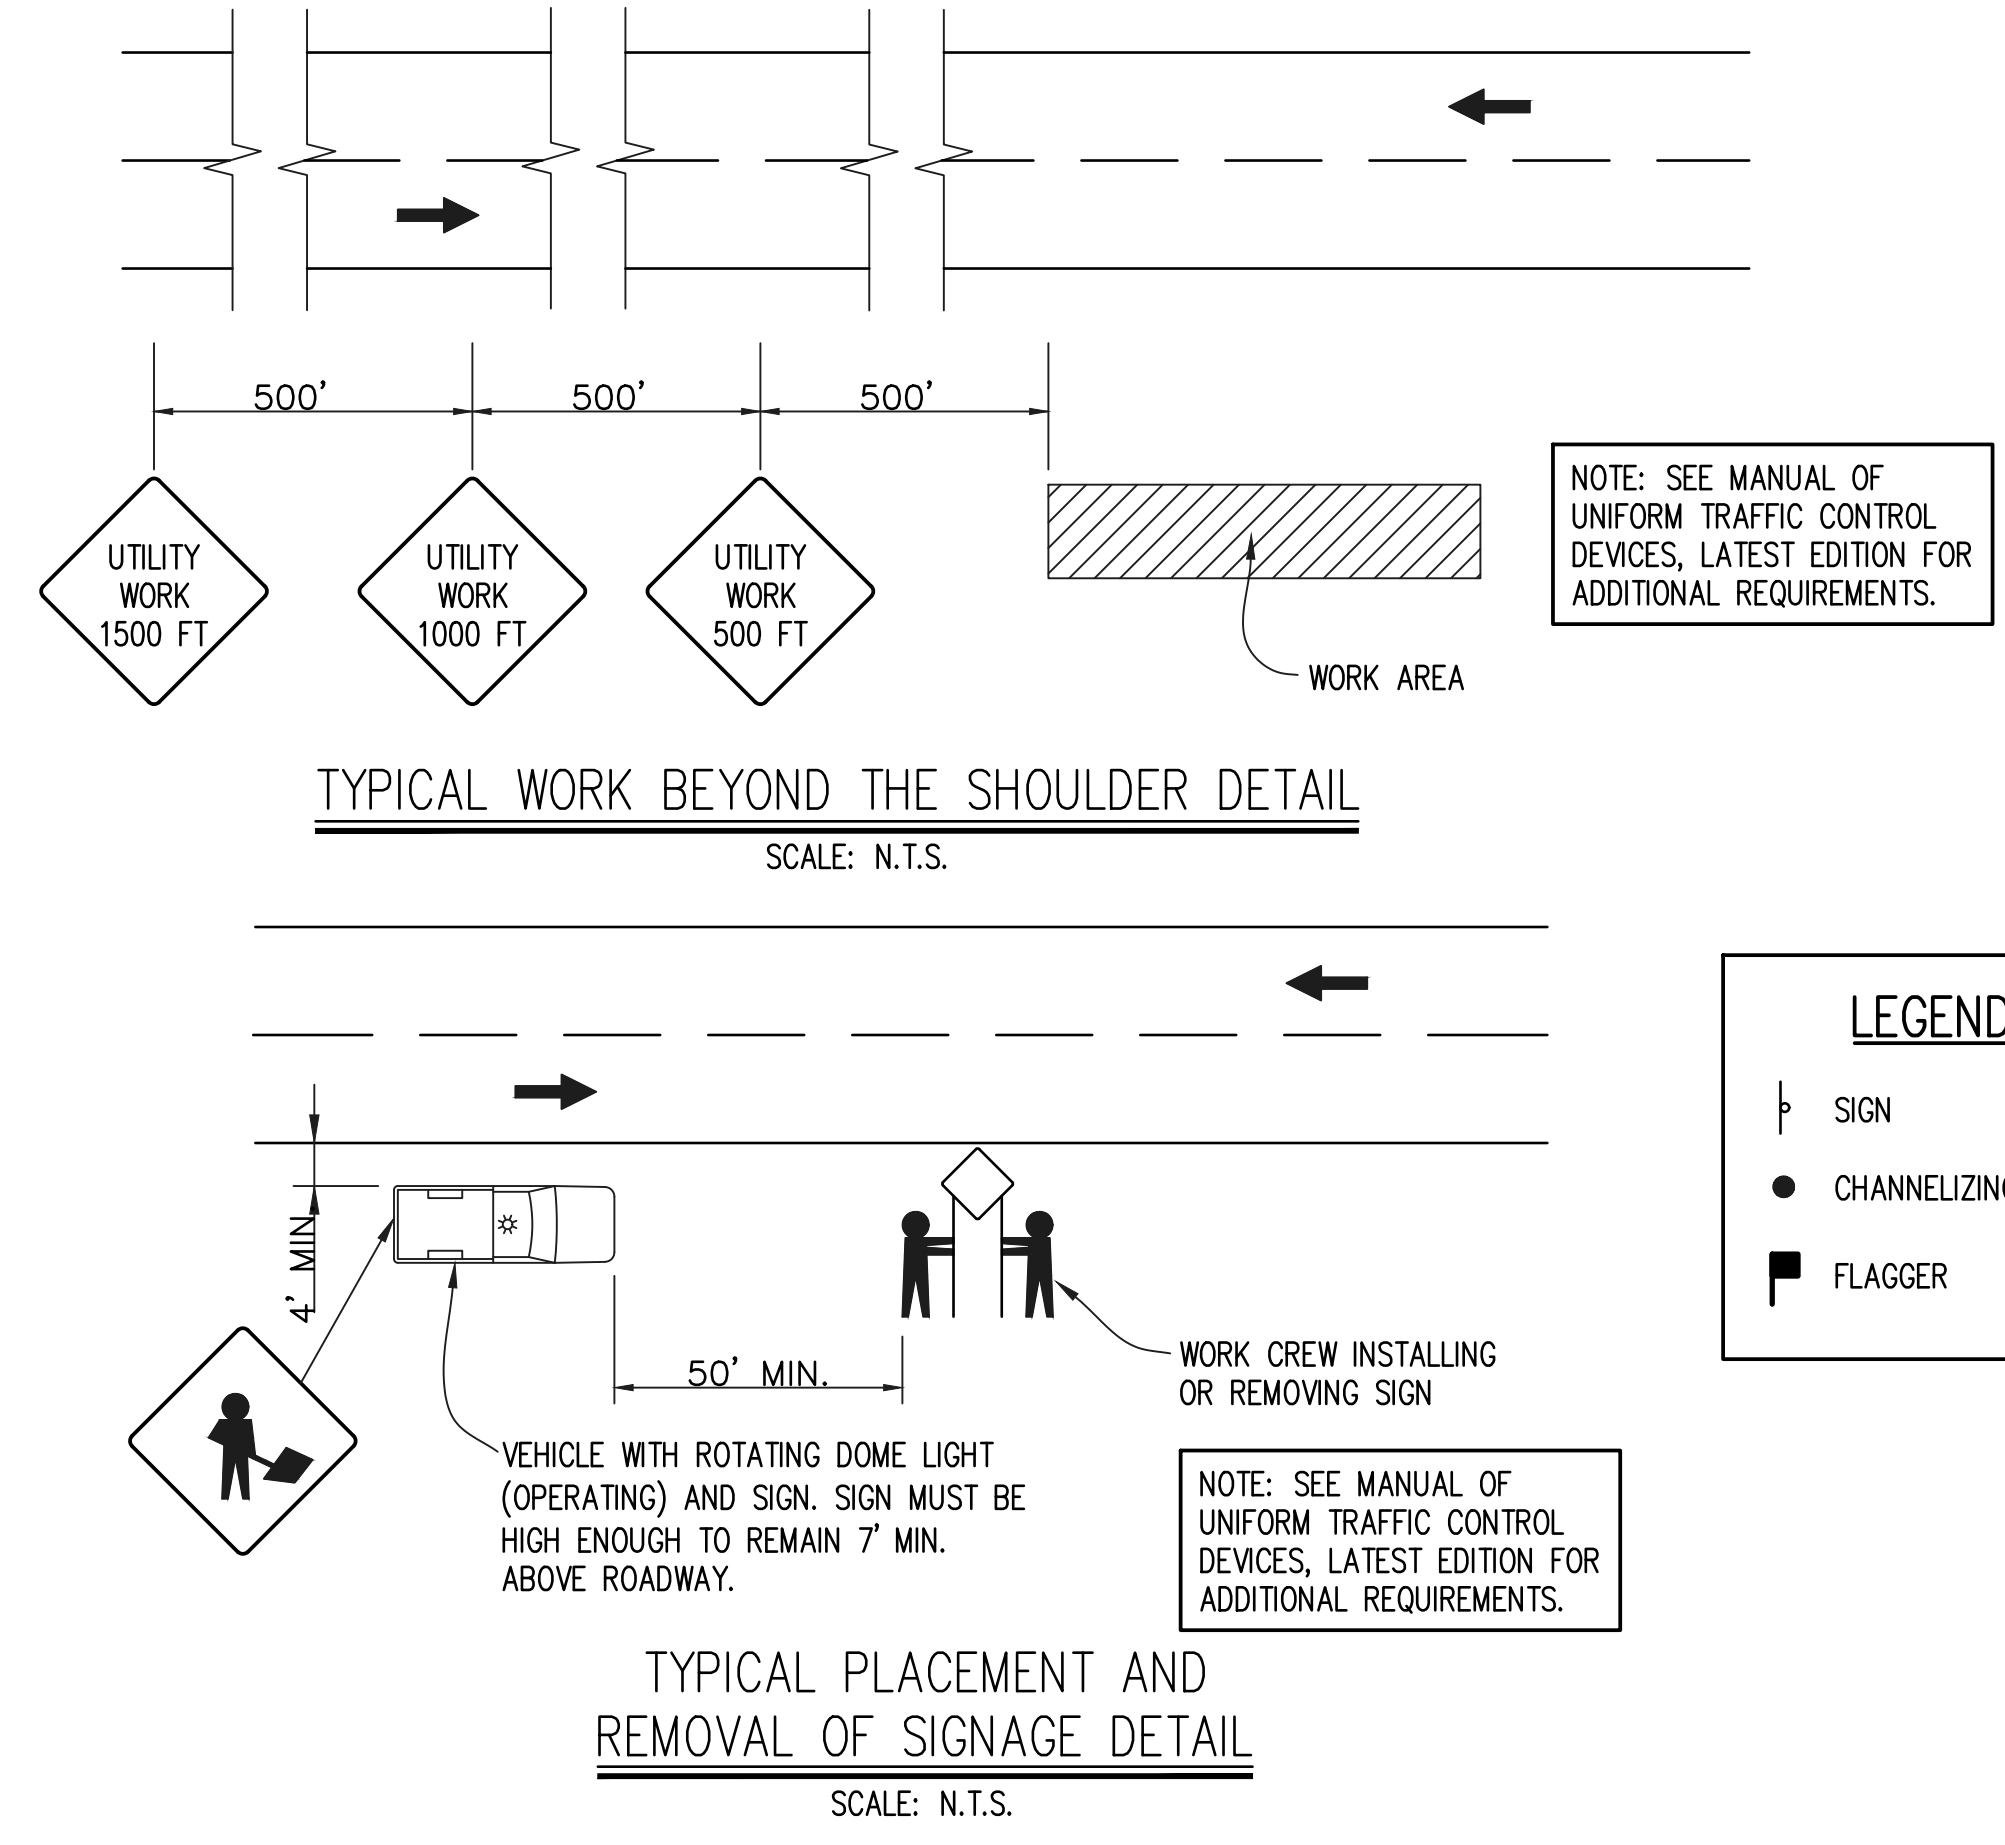 500'
500'
500'
UTILITY
WORK
1500 FT
UTILITY
WORK
1000 FT
UTILITY
WORK
500 FT
NOTE: SEE MANUAL OF
UNIFORM TRAFFIC CONTROL
DEVICES, LATEST EDITION FOR
ADDITIONAL REQUIREMENTS.
WORK AREA
TYPICAL WORK BEYOND THE SHOULDER DETAIL
SCALE: N.T.S.
LEGEND
SIGN
CHANNELIZING
FLAGGER
4' MIN.
50' MIN.
WORK CREW INSTALLING
OR REMOVING SIGN
VEHICLE WITH ROTATING DOME LIGHT
(OPERATING) AND SIGN. SIGN MUST BE
HIGH ENOUGH TO REMAIN 7' MIN.
ABOVE ROADWAY.
NOTE: SEE MANUAL OF
UNIFORM TRAFFIC CONTROL
DEVICES, LATEST EDITION FOR
ADDITIONAL REQUIREMENTS.
TYPICAL PLACEMENT AND
REMOVAL OF SIGNAGE DETAIL
SCALE: N.T.S.